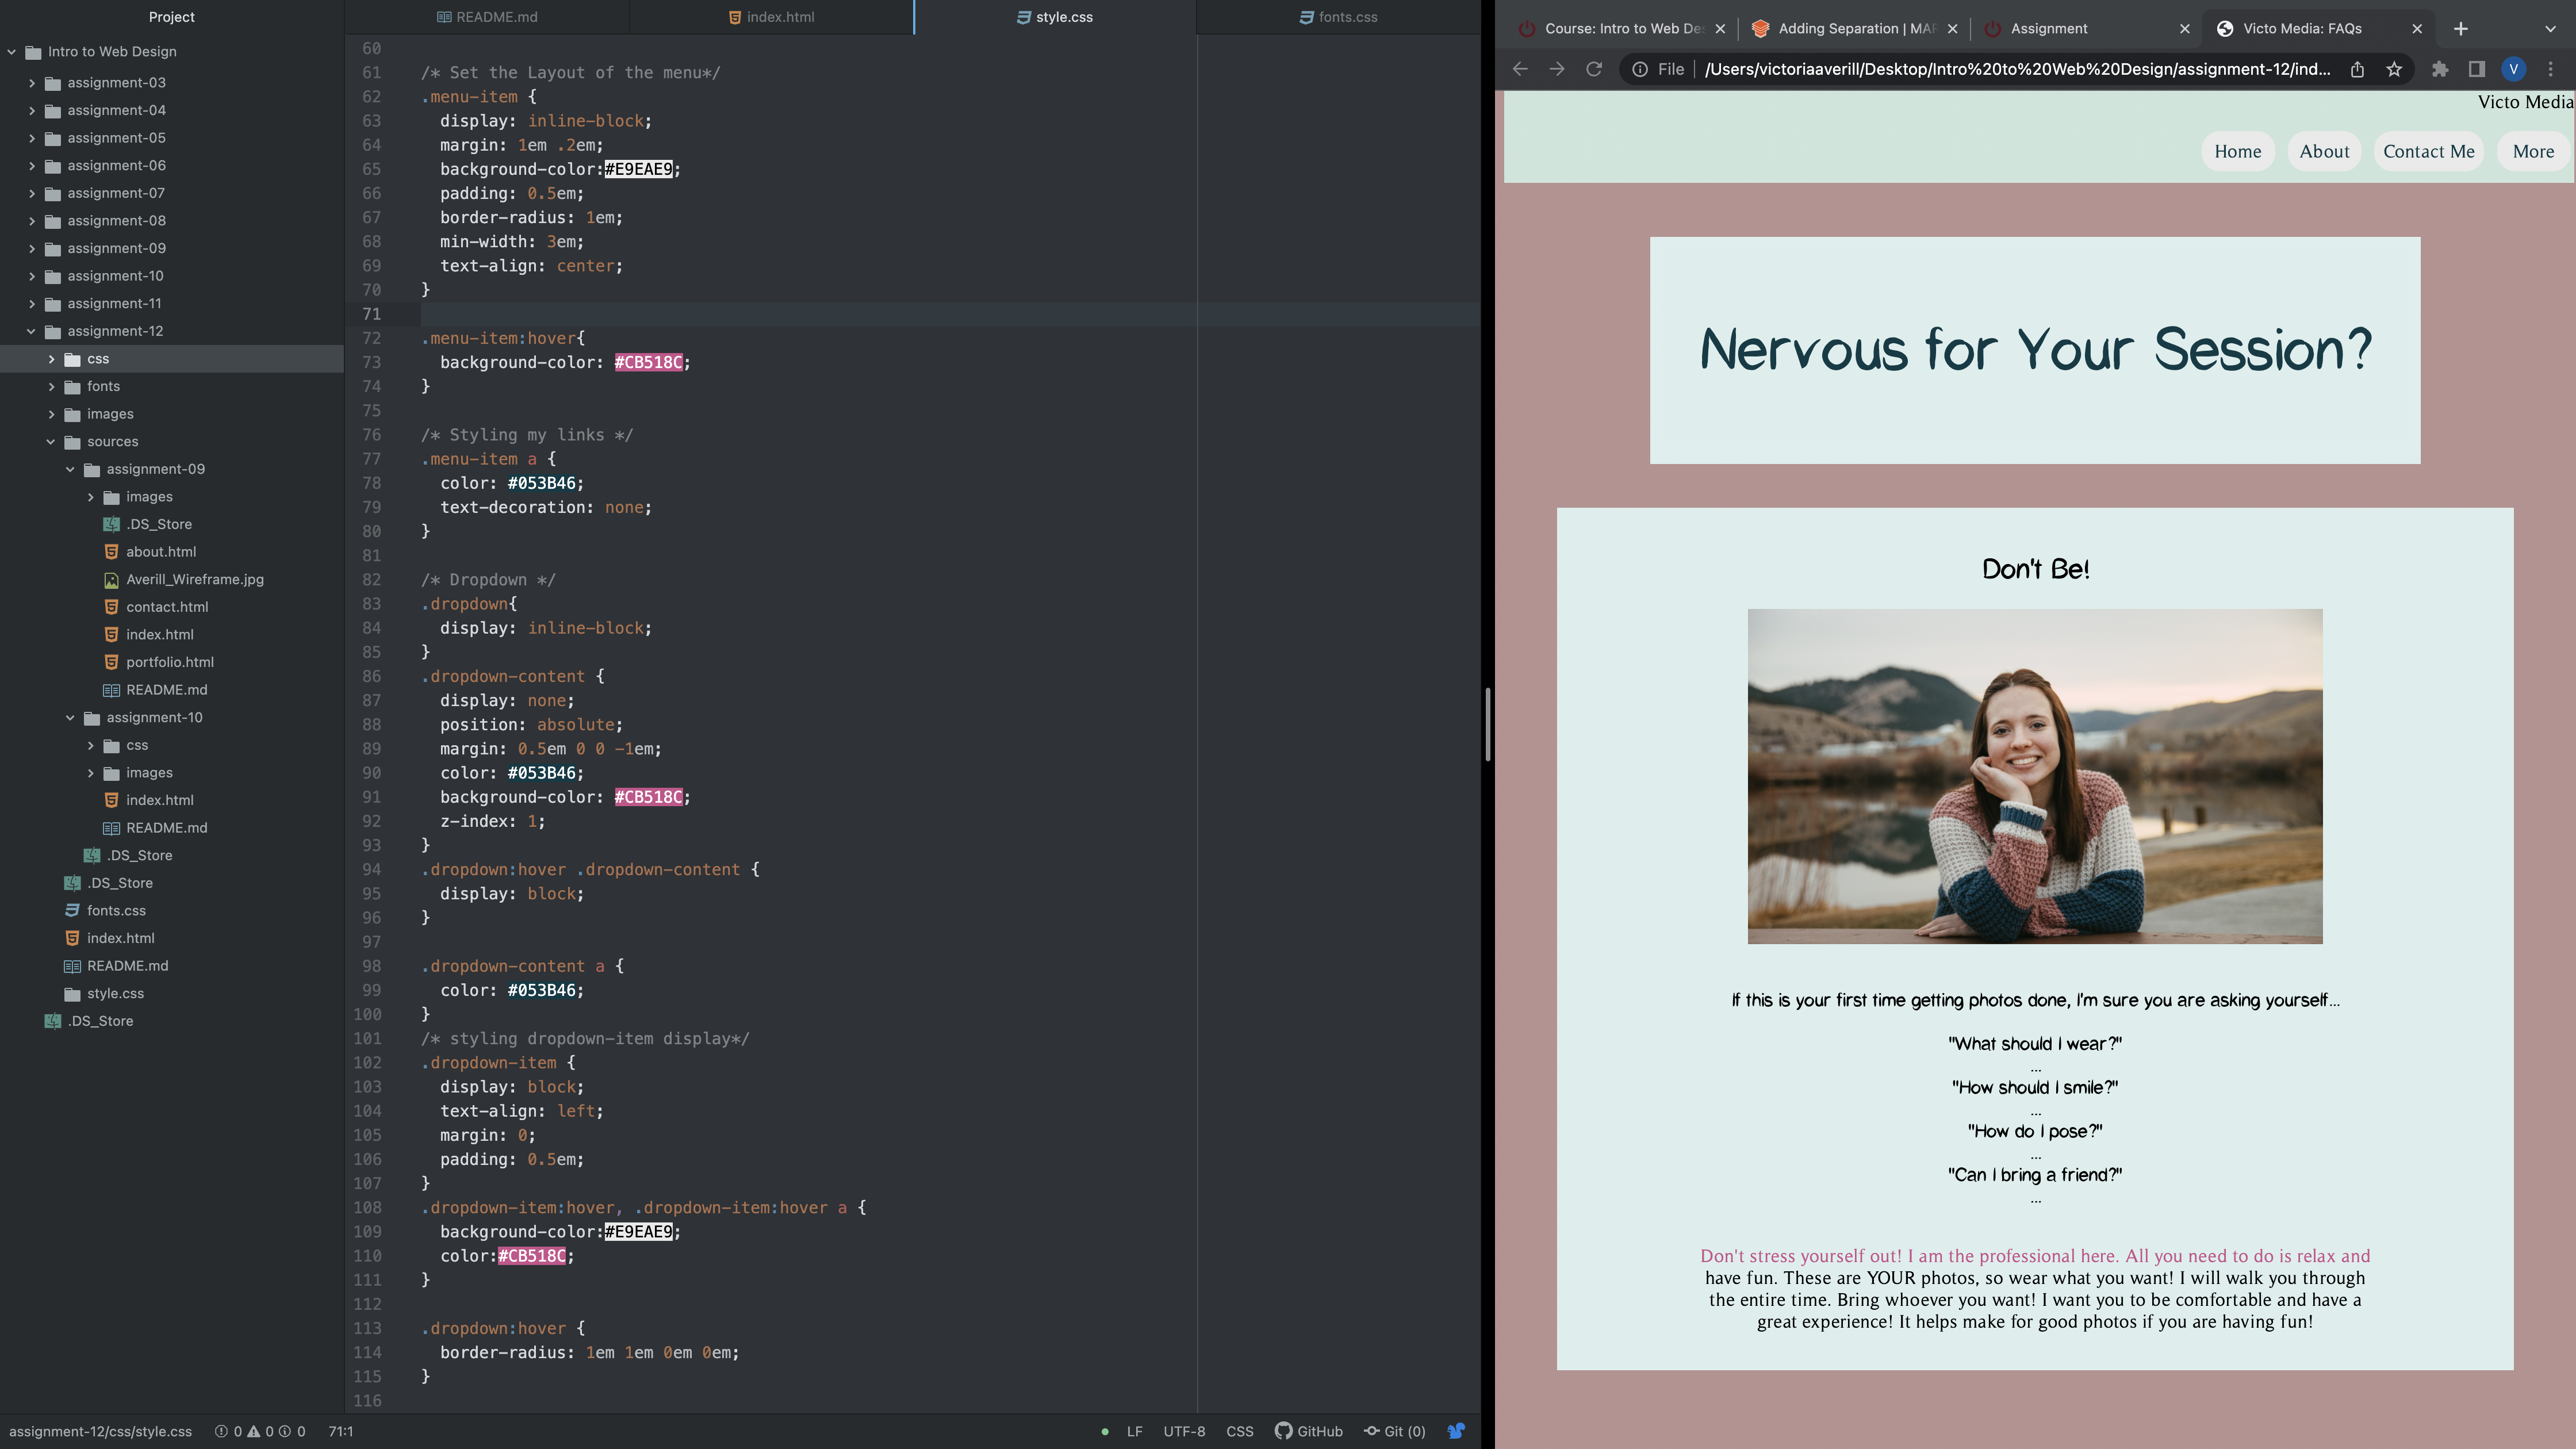 Project
Intro to Web Design
assignment-03
assignment-04
assignment-05
assignment-06
assignment-07
assignment-08
assignment-09
assignment-10
assignment-11
assignment-12
css
fonts
images
sources
assignment-09
images
.DS_Store
about.html
Averill_Wireframe.jpg
contact.html
index.html
portfolio.html
README.md
assignment-10
css
images
index.html
README.md
.DS_Store
.DS_Store
fonts.css
index.html
README.md
style.css
.DS_Store
README.md index.html style.css fonts.css
60
61 /* Set the Layout of the menu*/
62 .menu-item {
63 display: inline-block;
64 margin: 1em .2em;
65 background-color:#E9EAE9;
66 padding: 0.5em;
67 border-radius: 1em;
68 min-width: 3em;
69 text-align: center;
70 }
71
72 .menu-item:hover{
73 background-color: #CB518C;
74 }
75
76 /* Styling my links */
77 .menu-item a {
78 color: #053B46;
79 text-decoration: none;
80 }
81
82 /* Dropdown */
83 .dropdown{
84 display: inline-block;
85 }
86 .dropdown-content {
87 display: none;
88 position: absolute;
89 margin: 0.5em 0 0 -1em;
90 color: #053B46;
91 background-color: #CB518C;
92 z-index: 1;
93 }
94 .dropdown:hover .dropdown-content {
95 display: block;
96 }
97
98 .dropdown-content a {
99 color: #053B46;
100 }
101 /* styling dropdown-item display*/
102 .dropdown-item {
103 display: block;
104 text-align: left;
105 margin: 0;
106 padding: 0.5em;
107 }
108 .dropdown-item:hover, .dropdown-item:hover a {
109 background-color:#E9EAE9;
110 color:#CB518C;
111 }
112
113 .dropdown:hover {
114 border-radius: 1em 1em 0em 0em;
115 }
116
assignment-12/css/style.css 0 0 0 71:1 LF UTF-8 CSS GitHub Git (0)
Course: Intro to Web De Adding Separation | MAR Assignment Victo Media: FAQs
File /Users/victoriaaverill/Desktop/Intro%20to%20Web%20Design/assignment-12/ind... V
Victo Media
Home About Contact Me More
Nervous for Your Session?
Don't Be!
If this is your first time getting photos done, I'm sure you are asking yourself...
"What should I wear?"
...
"How should I smile?"
...
"How do I pose?"
...
"Can I bring a friend?"
...
Don't stress yourself out! I am the professional here. All you need to do is relax and
have fun. These are YOUR photos, so wear what you want! I will walk you through
the entire time. Bring whoever you want! I want you to be comfortable and have a
great experience! It helps make for good photos if you are having fun!